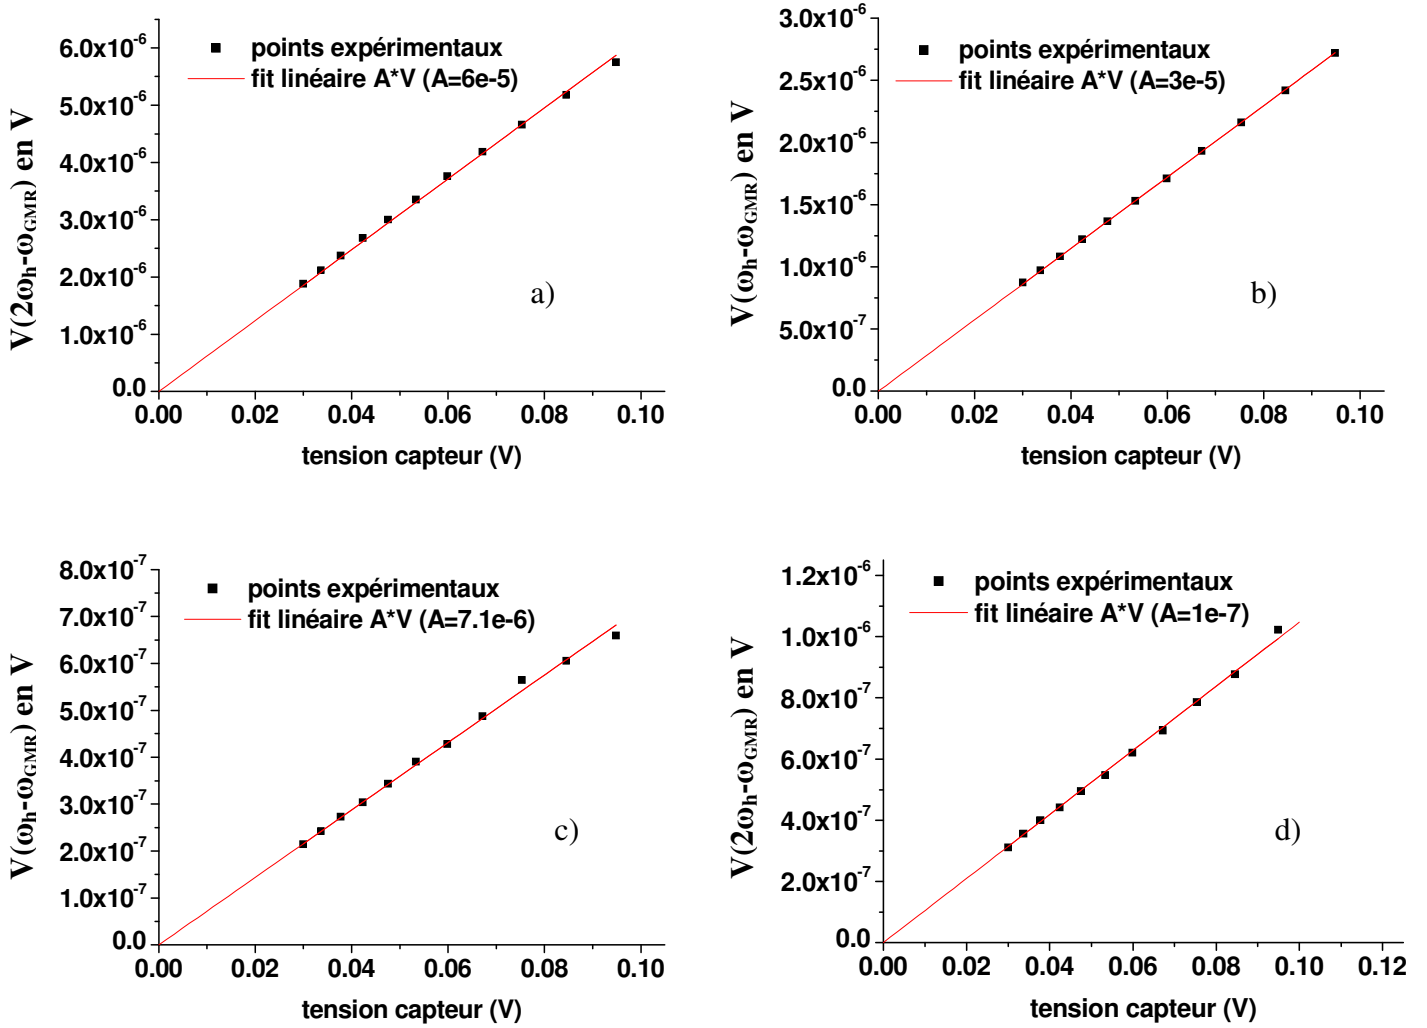 6.0x10⁻⁶
5.0x10⁻⁶
4.0x10⁻⁶
3.0x10⁻⁶
2.0x10⁻⁶
1.0x10⁻⁶
0.0
V(2ω_h-ω_GMR) en V
points expérimentaux
fit linéaire A*V (A=6e-5)
a)
0.00 0.02 0.04 0.06 0.08 0.10
tension capteur (V)
3.0x10⁻⁶
2.5x10⁻⁶
2.0x10⁻⁶
1.5x10⁻⁶
1.0x10⁻⁶
5.0x10⁻⁷
0.0
V(ω_h-ω_GMR) en V
points expérimentaux
fit linéaire A*V (A=3e-5)
b)
0.00 0.02 0.04 0.06 0.08 0.10
tension capteur (V)
8.0x10⁻⁷
7.0x10⁻⁷
6.0x10⁻⁷
5.0x10⁻⁷
4.0x10⁻⁷
3.0x10⁻⁷
2.0x10⁻⁷
1.0x10⁻⁷
0.0
V(ω_h-ω_GMR) en V
points expérimentaux
fit linéaire A*V (A=7.1e-6)
c)
0.00 0.02 0.04 0.06 0.08 0.10
tension capteur (V)
1.2x10⁻⁶
1.0x10⁻⁶
8.0x10⁻⁷
6.0x10⁻⁷
4.0x10⁻⁷
2.0x10⁻⁷
0.0
V(2ω_h-ω_GMR) en V
points expérimentaux
fit linéaire A*V (A=1e-7)
d)
0.00 0.02 0.04 0.06 0.08 0.10 0.12
tension capteur (V)